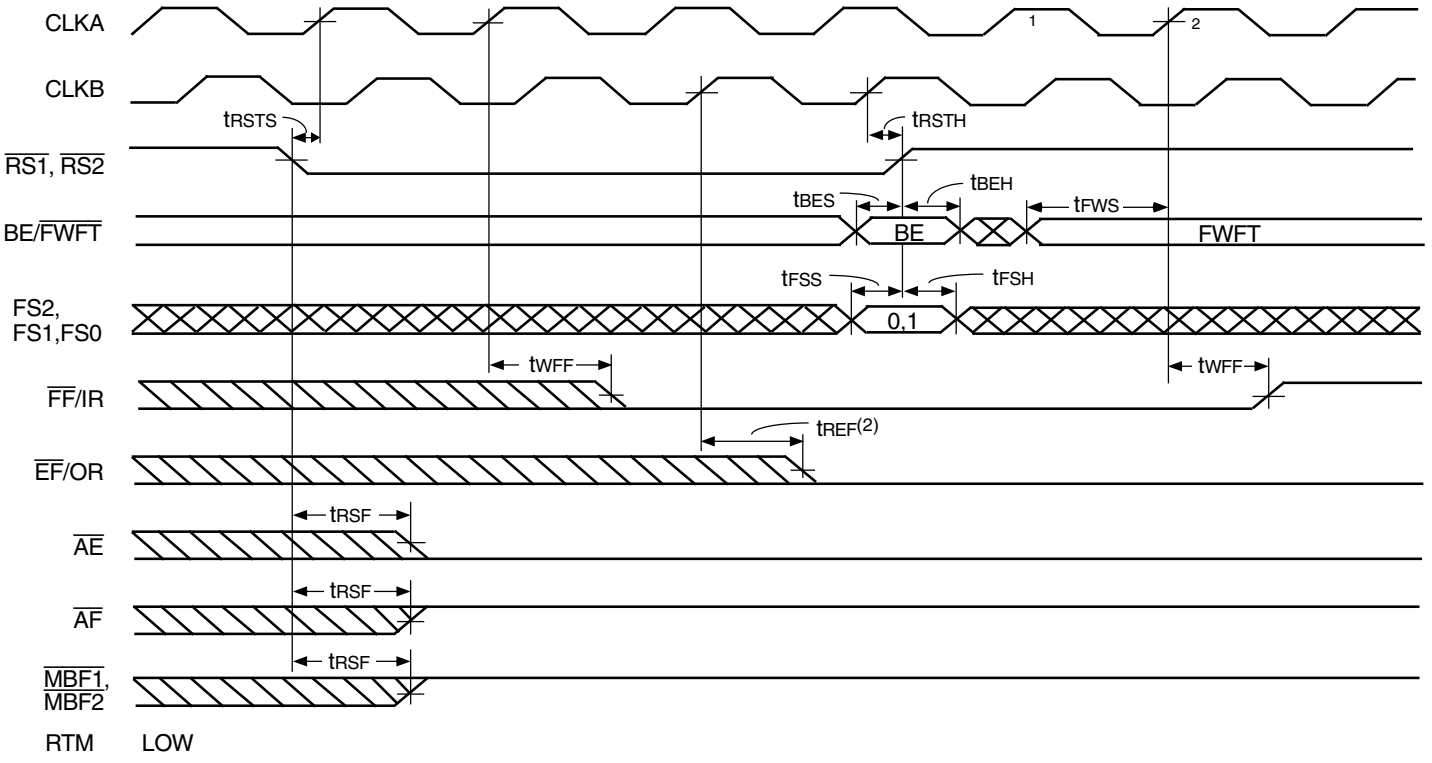 CLKA
1
2
CLKB
tRSTS
tRSTH
RS1, RS2
tBES
tBEH
tFWS
BE/FWFT
BE
FWFT
tFSS
tFSH
FS2,
FS1,FS0
0,1
tWFF
tWFF
FF/IR
tREF(2)
EF/OR
tRSF
AE
tRSF
AF
tRSF
MBF1,
MBF2
RTM LOW